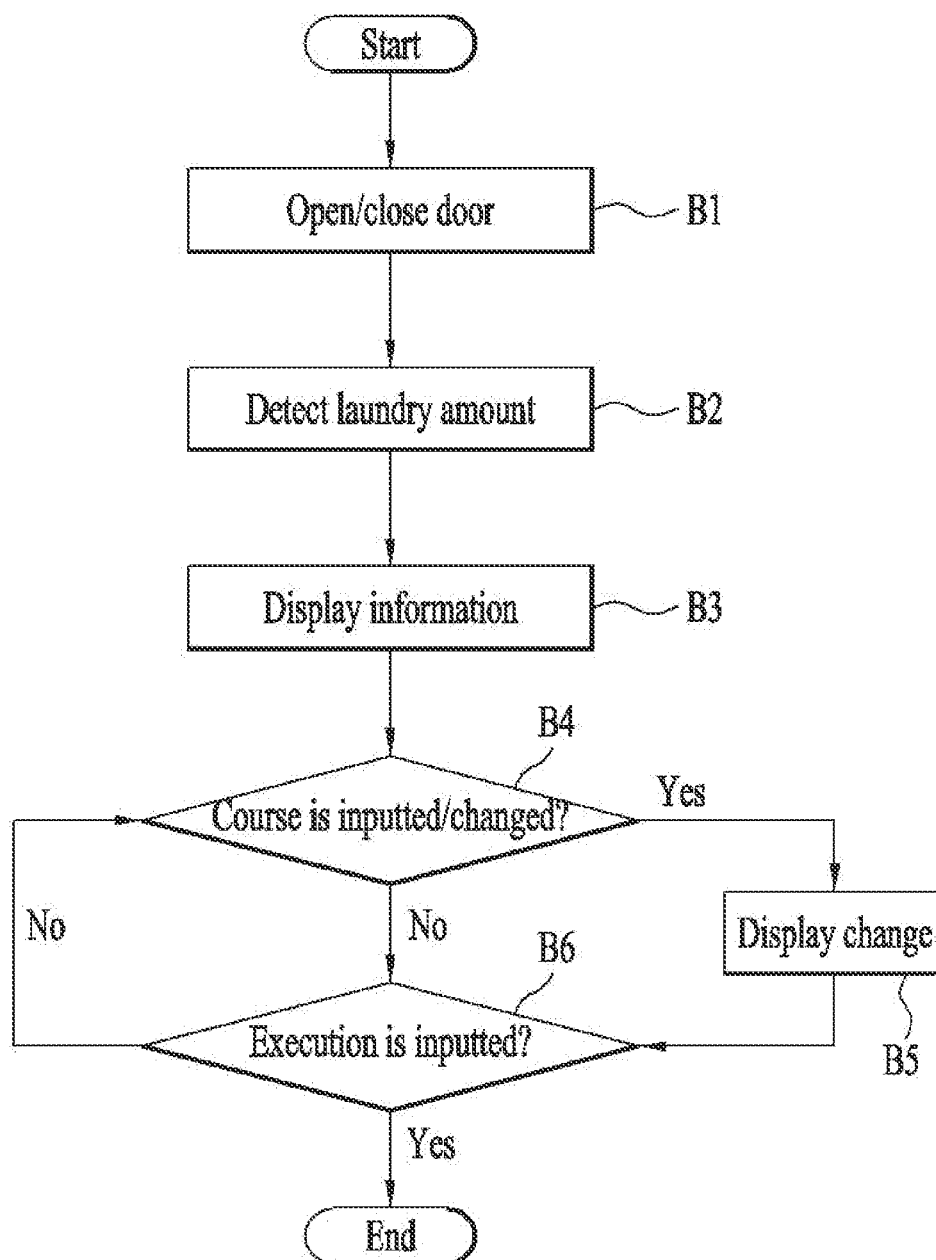 Start
Open/close door
B1
Detect laundry amount
B2
Display information
B3
B4
Course is inputted/changed?
Yes
No
No
Display change
B5
B6
Execution is inputted?
Yes
End